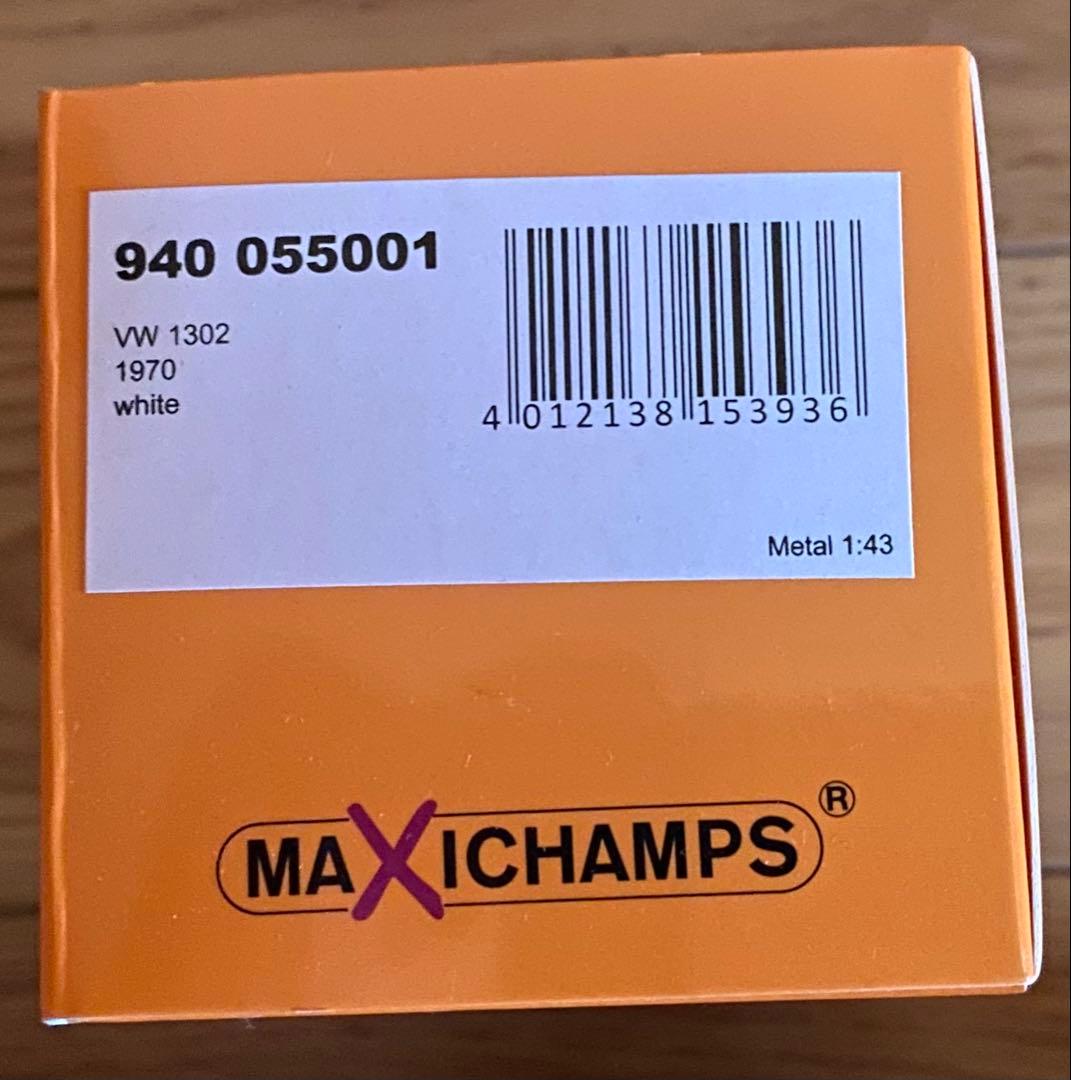 940 055001
VW 1302
1970
white
4 012138 153936
Metal 1:43
MAXICHAMPS®